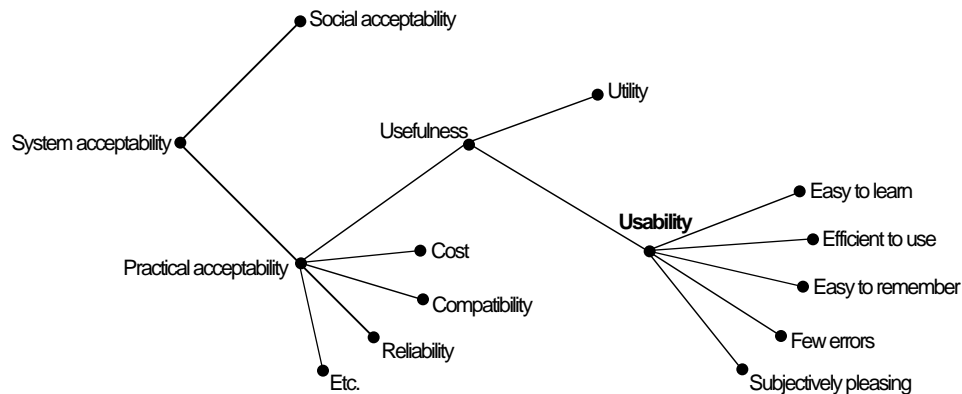 Social acceptability
Utility
Usefulness
System acceptability
Easy to learn
Usability
Efficient to use
Cost
Practical acceptability
Easy to remember
Compatibility
Few errors
Reliability
Etc.
Subjectively pleasing